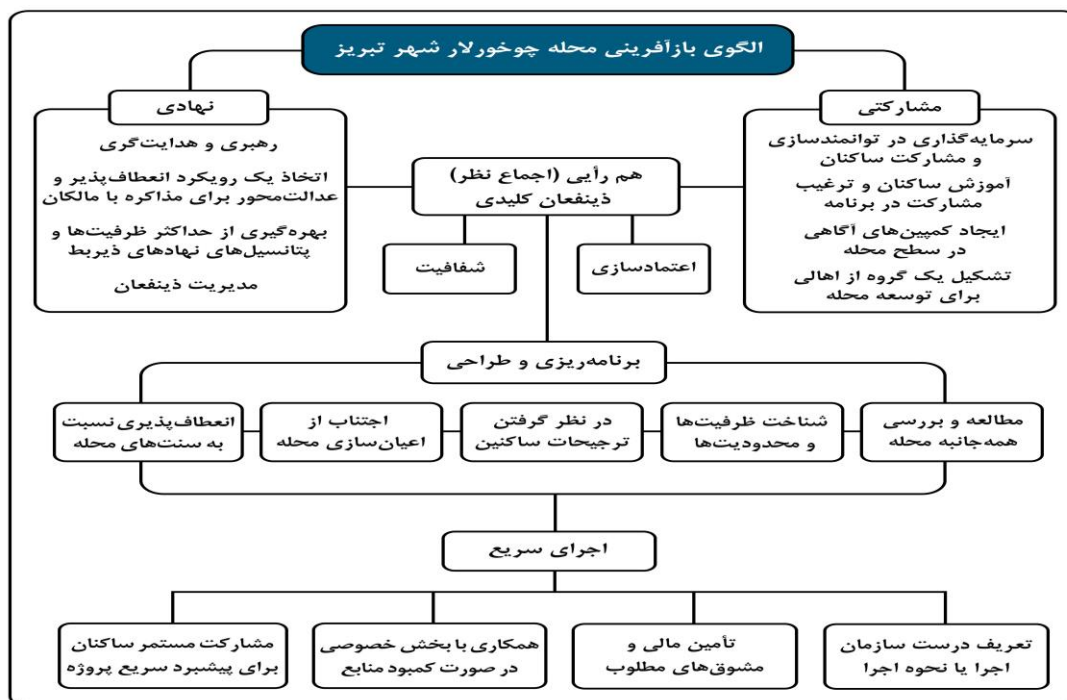 الگوی بازآفرینی محله چوخورلار شهر تبریز
مشارکتی
سرمایه‌گذاری در توانمندسازی
و مشارکت ساکنان
آموزش ساکنان و ترغیب
مشارکت در برنامه
ایجاد کمپین‌های آگاهی
در سطح محله
تشکیل یک گروه از اهالی
برای توسعه محله
نهادی
رهبری و هدایت‌گری
اتخاذ یک رویکرد انعطاف‌پذیر و
عدالت‌محور برای مذاکره با مالکان
بهره‌گیری از حداکثر ظرفیت‌ها و
پتانسیل‌های نهادهای ذیربط
مدیریت ذینفعان
هم رأیی (اجماع نظر)
ذینفعان کلیدی
اعتمادسازی
شفافیت
برنامه‌ریزی و طراحی
مطالعه و بررسی
همه‌جانبه محله
شناخت ظرفیت‌ها
و محدودیت‌ها
در نظر گرفتن
ترجیحات ساکنین
اجتناب از
اعیان‌سازی محله
انعطاف‌پذیری نسبت
به سنت‌های محله
اجرای سریع
تعریف درست سازمان
اجرا یا نحوه اجرا
تأمین مالی و
مشوق‌های مطلوب
همکاری با بخش خصوصی
در صورت کمبود منابع
مشارکت مستمر ساکنان
برای پیشبرد سریع پروژه